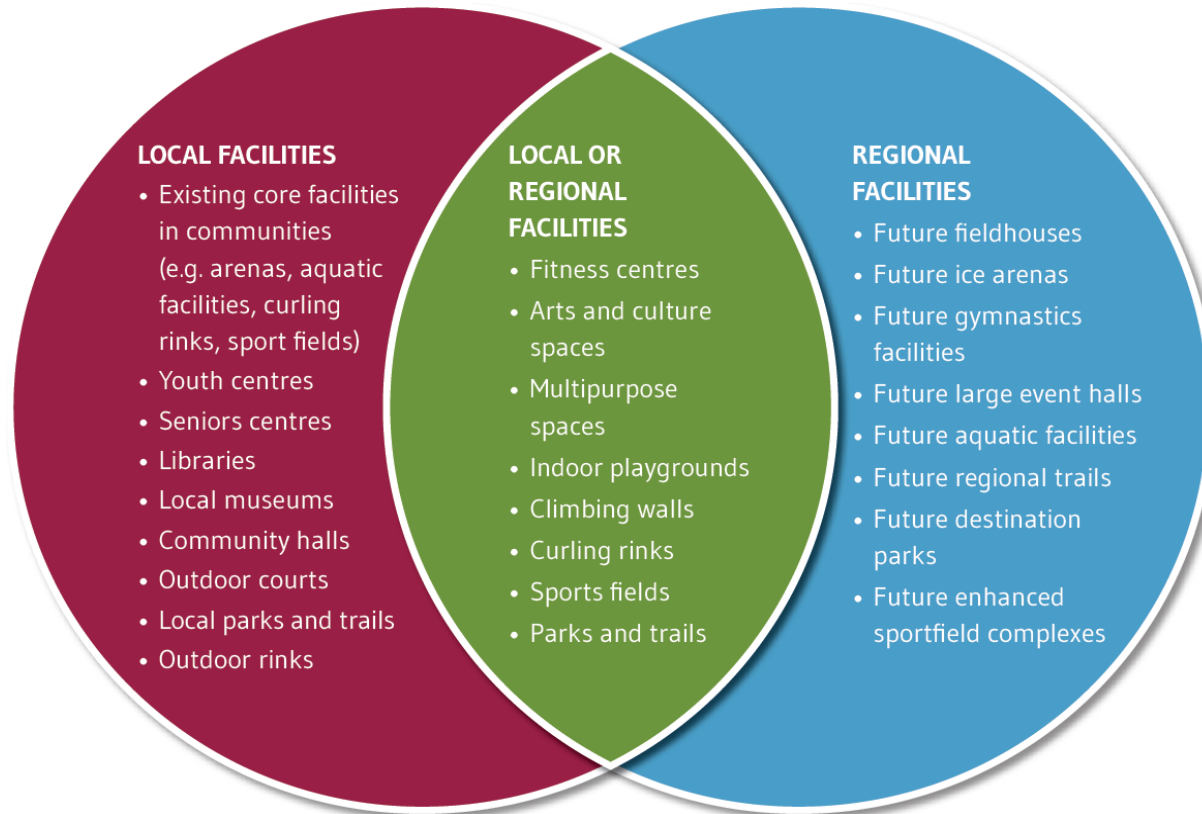 LOCAL FACILITIES
• Existing core facilities
in communities
(e.g. arenas, aquatic
facilities, curling
rinks, sport fields)
• Youth centres
• Seniors centres
• Libraries
• Local museums
• Community halls
• Outdoor courts
• Local parks and trails
• Outdoor rinks
LOCAL OR
REGIONAL
FACILITIES
• Fitness centres
• Arts and culture
spaces
• Multipurpose
spaces
• Indoor playgrounds
• Climbing walls
• Curling rinks
• Sports fields
• Parks and trails
REGIONAL
FACILITIES
• Future fieldhouses
• Future ice arenas
• Future gymnastics
facilities
• Future large event halls
• Future aquatic facilities
• Future regional trails
• Future destination
parks
• Future enhanced
sportfield complexes